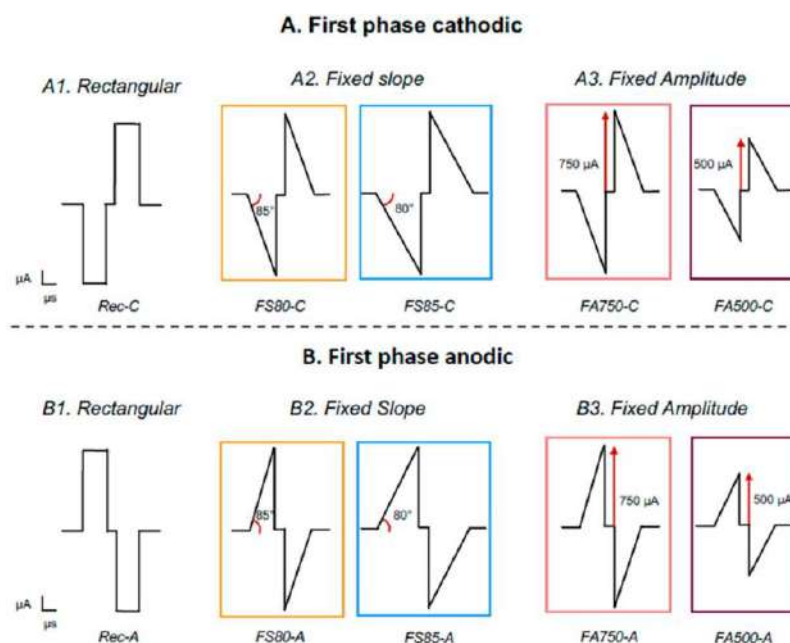 A. First phase cathodic
A1. Rectangular
A2. Fixed slope
A3. Fixed Amplitude
85°
80°
750 µA
500 µA
µA
µs
Rec-C
FS80-C
FS85-C
FA750-C
FA500-C
B. First phase anodic
B1. Rectangular
B2. Fixed Slope
B3. Fixed Amplitude
85°
80°
750 µA
500 µA
µA
µs
Rec-A
FS80-A
FS85-A
FA750-A
FA500-A